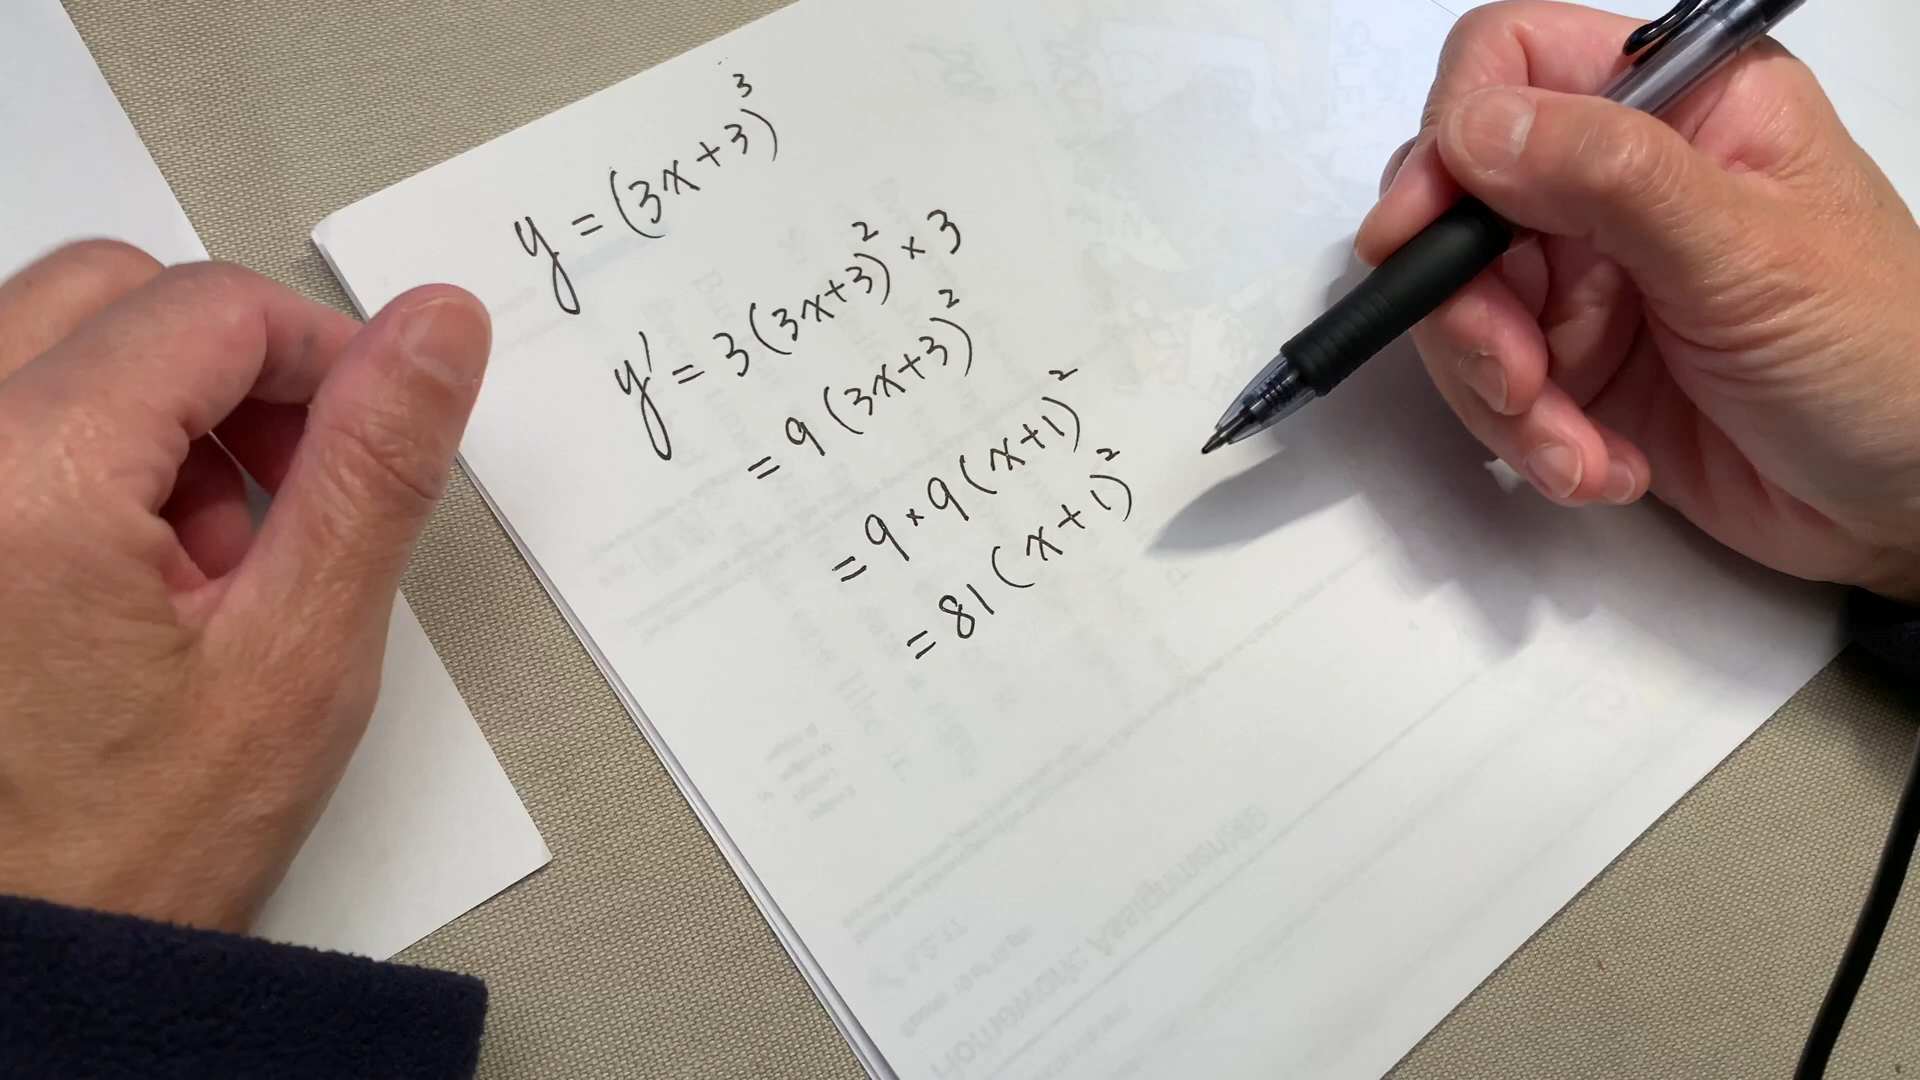 y = (3x+3)³
y' = 3(3x+3)² × 3
= 9(3x+3)²
= 9×9(x+1)²
= 81(x+1)²